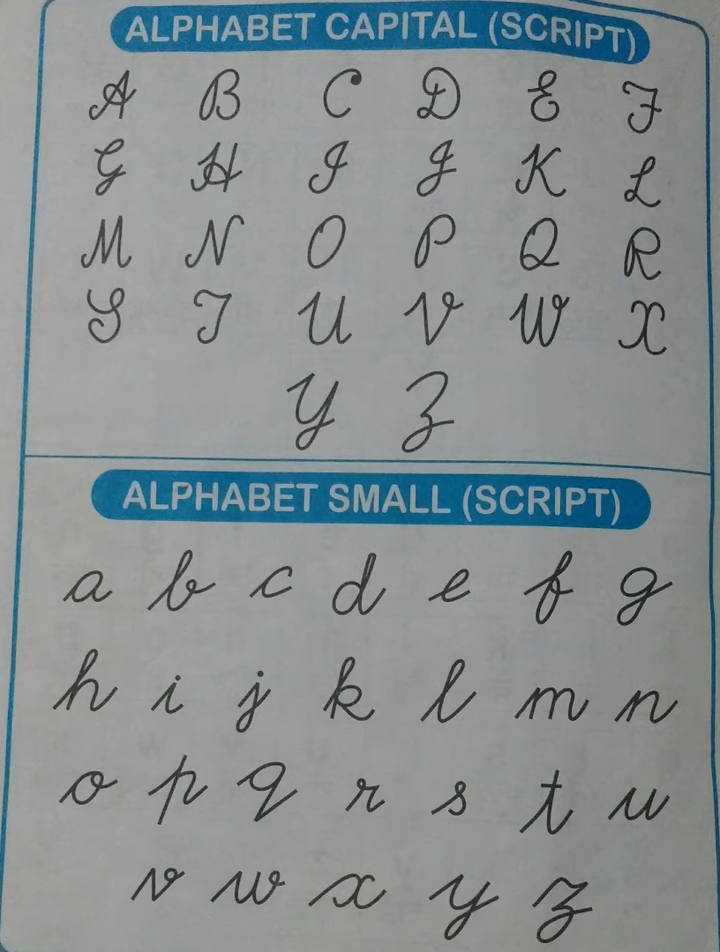 ALPHABET CAPITAL (SCRIPT)
A B C D E F
G H I J K L
M N O P Q R
S T U V W X
Y Z
ALPHABET SMALL (SCRIPT)
a b c d e f g
h i j k l m n
o p q r s t u
v w x y z